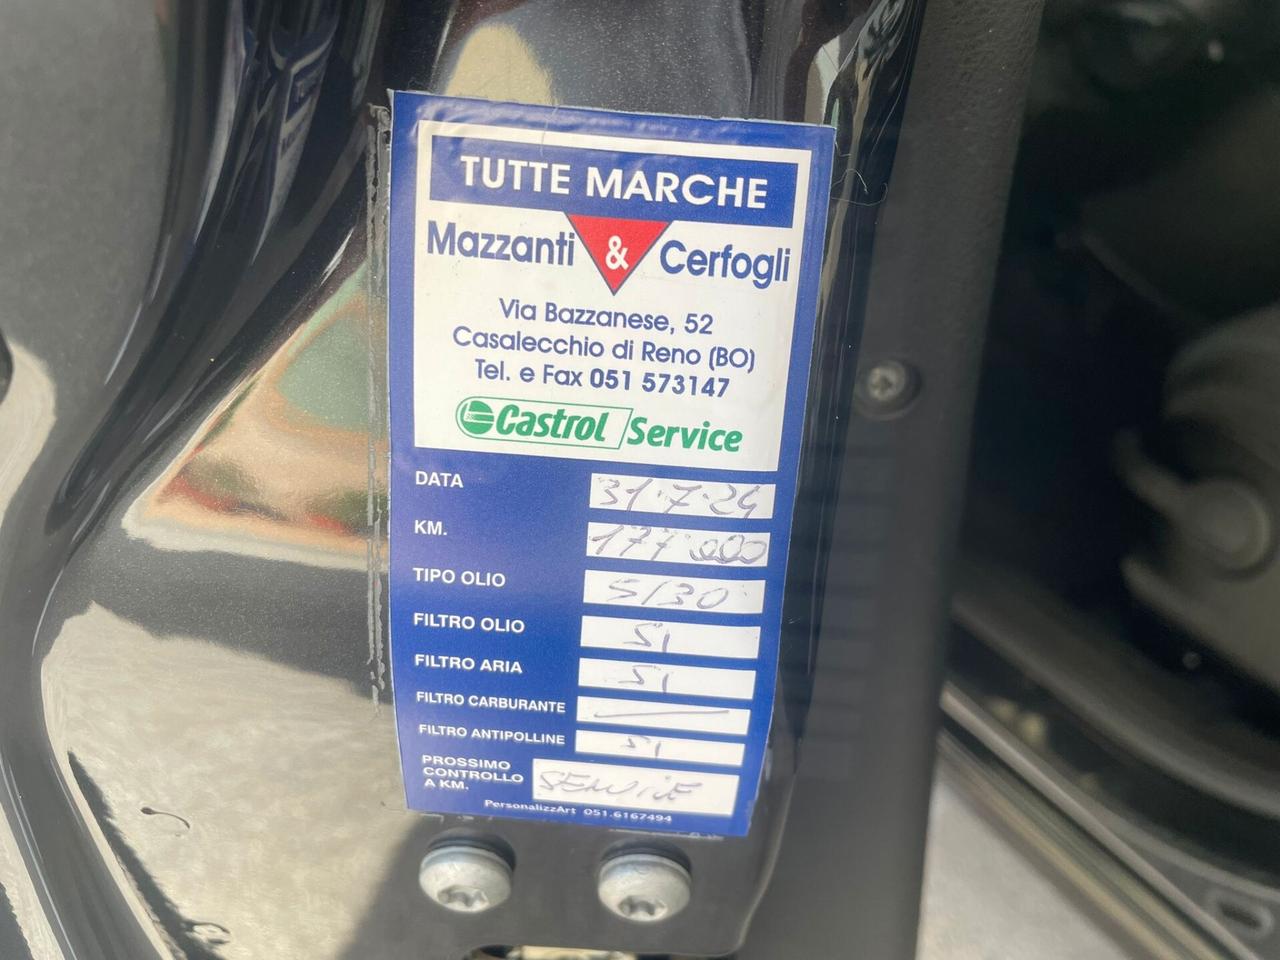 TUTTE MARCHE
Mazzanti & Cerfogli
Via Bazzanese, 52
Casalecchio di Reno (BO)
Tel. e Fax 051 573147
Castrol Service
DATA 31.7.24
KM. 177.000
TIPO OLIO 5/30
FILTRO OLIO SI
FILTRO ARIA SI
FILTRO CARBURANTE
FILTRO ANTIPOLLINE SI
PROSSIMO
CONTROLLO
A KM. SERVICE
PersonalizzArt 051.6167494